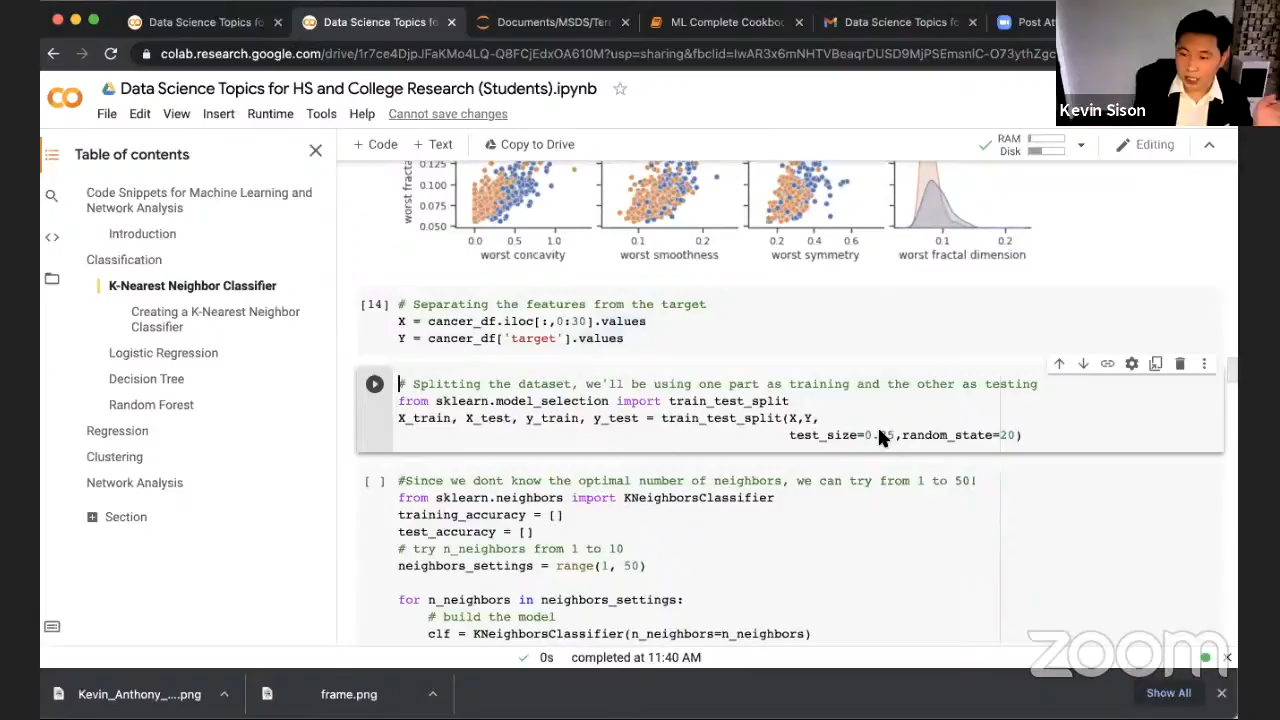 Data Science Topics fo
Data Science Topics fo
Documents/MSDS/Ter
ML Complete Cookbo
Data Science Topics fo
Post Att
colab.research.google.com/drive/1r7ce4DjpJFaKMo4LQ-Q8FCjEdxOA610M?usp=sharing&fbclid=IwAR3x6mNHTVBeaqrDUSD9MjPSEmsnlC-O73ythZgc
Kevin Sison
Data Science Topics for HS and College Research (Students).ipynb
File Edit View Insert Runtime Tools Help Cannot save changes
Table of contents
+ Code + Text Copy to Drive
RAM
Disk
Editing
Code Snippets for Machine Learning and
Network Analysis
Introduction
Classification
K-Nearest Neighbor Classifier
Creating a K-Nearest Neighbor
Classifier
Logistic Regression
Decision Tree
Random Forest
Regression
Clustering
Network Analysis
Section
worst fracta
0.125
0.100
0.075
0.050
0.0 0.5 1.0
0.1 0.2
0.2 0.4 0.6
0.1 0.2
worst concavity
worst smoothness
worst symmetry
worst fractal dimension
[14] # Separating the features from the target
X = cancer_df.iloc[:,0:30].values
Y = cancer_df['target'].values
# Splitting the dataset, we'll be using one part as training and the other as testing
from sklearn.model_selection import train_test_split
X_train, X_test, y_train, y_test = train_test_split(X,Y,
random_state=20)
[ ] #Since we dont know the optimal number of neighbors, we can try from 1 to 50!
from sklearn.neighbors import KNeighborsClassifier
training_accuracy = []
test_accuracy = []
# try n_neighbors from 1 to 10
neighbors_settings = range(1, 50)
for n_neighbors in neighbors_settings:
# build the model
clf = KNeighborsClassifier(n_neighbors=n_neighbors)
0s completed at 11:40 AM
zoom
Kevin_Anthony_....png
frame.png
Show All